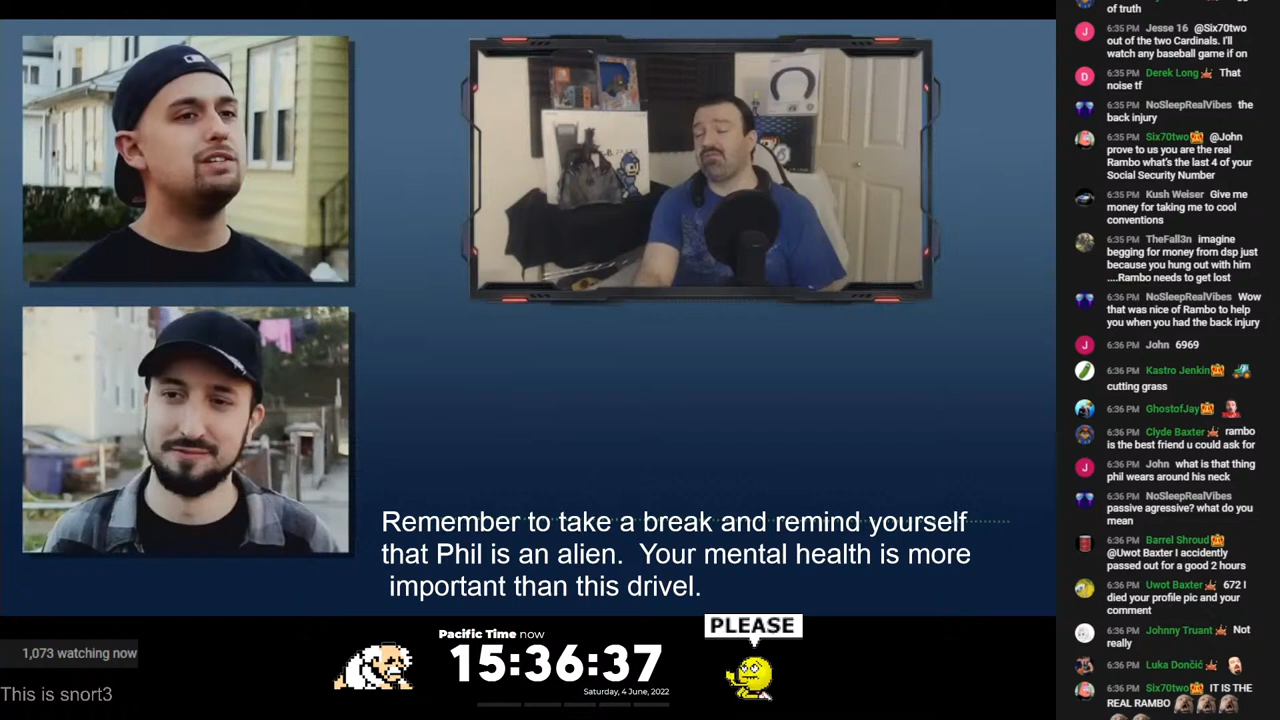 of truth
6:35 PM Jesse 16 @Six70two
out of the two Cardinals. I'll
watch any baseball game if on
D 6:35 PM Derek Long That
noise tf
6:35 PM NoSleepRealVibes the
back injury
6:35 PM Six70two @John
prove to us you are the real
Rambo what's the last 4 of your
Social Security Number
6:35 PM Kush Weiser Give me
money for taking me to cool
conventions
6:35 PM TheFall3n imagine
begging for money from dsp just
because you hung out with him
....Rambo needs to get lost
6:36 PM NoSleepRealVibes Wow
that was nice of Rambo to help
you when you had the back injury
J 6:36 PM John 6969
6:36 PM Kastro Jenkin
cutting grass
6:36 PM GhostofJay
6:36 PM Clyde Baxter rambo
is the best friend u could ask for
J 6:36 PM John what is that thing
phil wears around his neck
6:36 PM NoSleepRealVibes
passive agressive? what do you
mean
6:36 PM Barrel Shroud
@Uwot Baxter I accidently
passed out for a good 2 hours
6:36 PM Uwot Baxter 672 I
died your profile pic and your
comment
6:36 PM Johnny Truant Not
really
6:36 PM Luka Dončić
6:36 PM Six70two IT IS THE
REAL RAMBO
Remember to take a break and remind yourself
that Phil is an alien. Your mental health is more
important than this drivel.
PLEASE
Pacific Time now
15:36:37
Saturday, 4 June, 2022
1,073 watching now
This is snort3